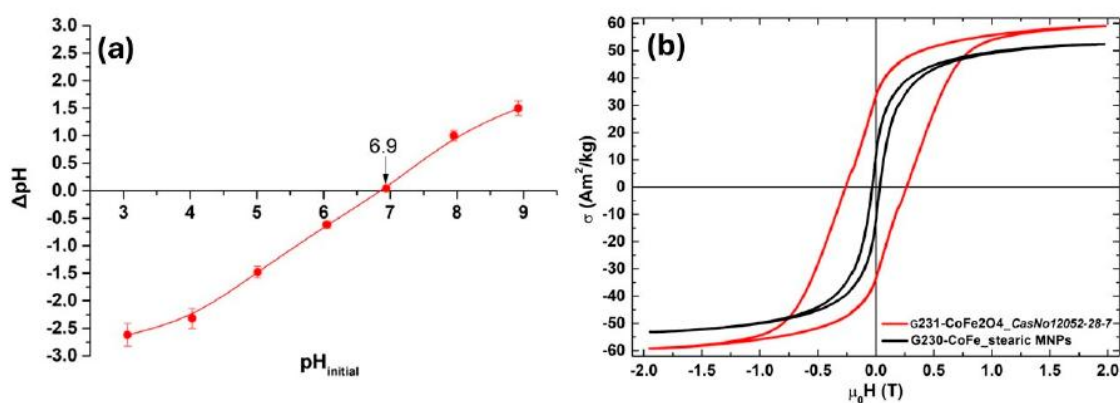 (a)
3.0
2.5
2.0
1.5
1.0
0.5
0.0
-0.5
-1.0
-1.5
-2.0
-2.5
-3.0
ΔpH
6.9
3 4 5 6 7 8 9
pH_initial
(b)
60
50
40
30
20
10
0
-10
-20
-30
-40
-50
-60
σ (Am²/kg)
G231-CoFe2O4_CasNo12052-28-7
G230-CoFe_stearic MNPs
-2.0 -1.5 -1.0 -0.5 0.0 0.5 1.0 1.5 2.0
μ₀H (T)